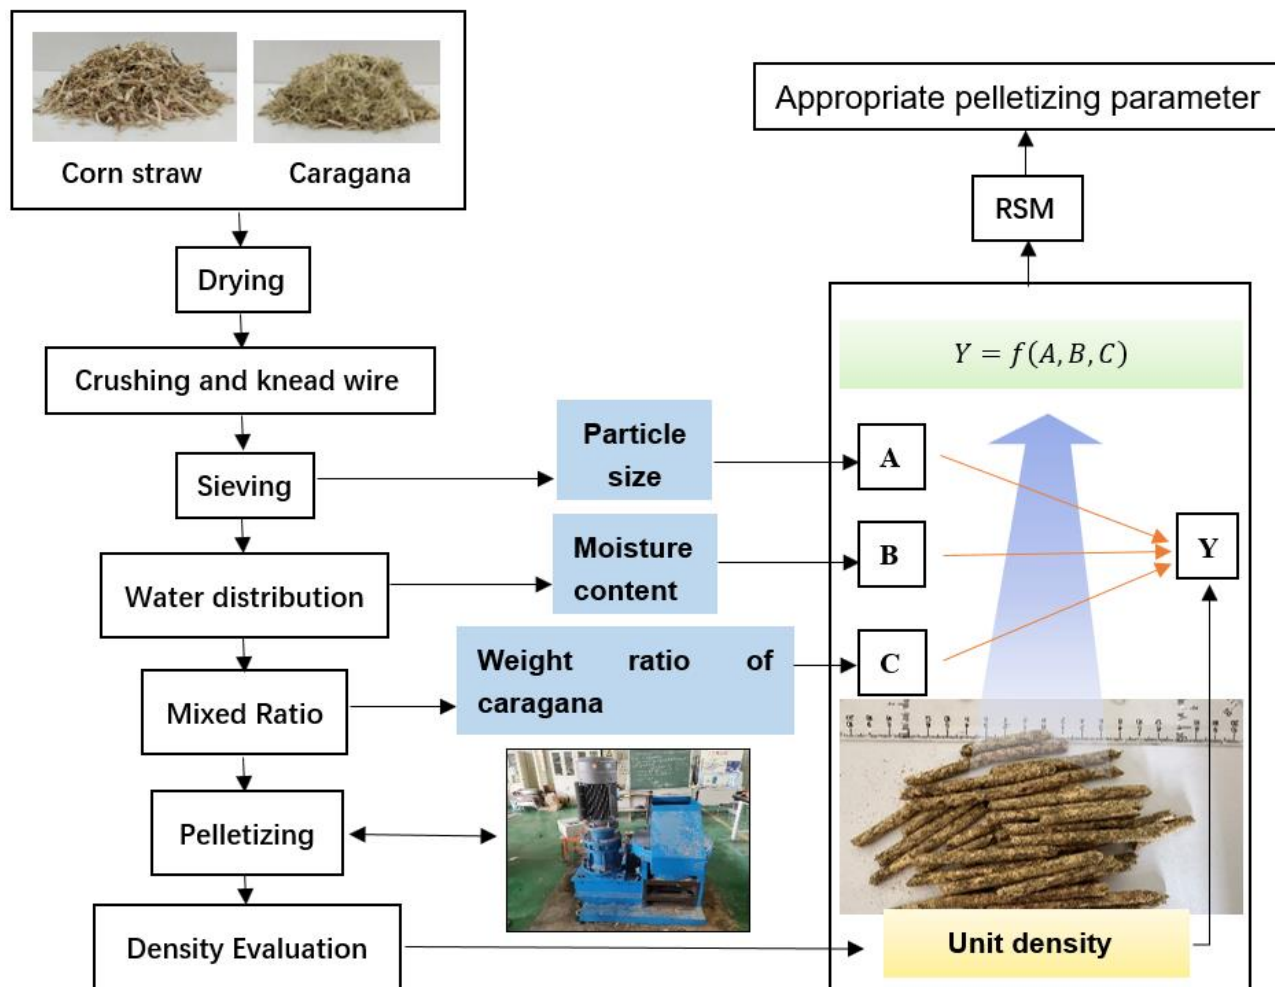 Corn straw
Caragana
Drying
Crushing and knead wire
Sieving
Water distribution
Mixed Ratio
Pelletizing
Density Evaluation
Particle
size
Moisture
content
Weight ratio of
caragana
Appropriate pelletizing parameter
RSM
Y = f(A, B, C)
A
B
C
Y
Unit density